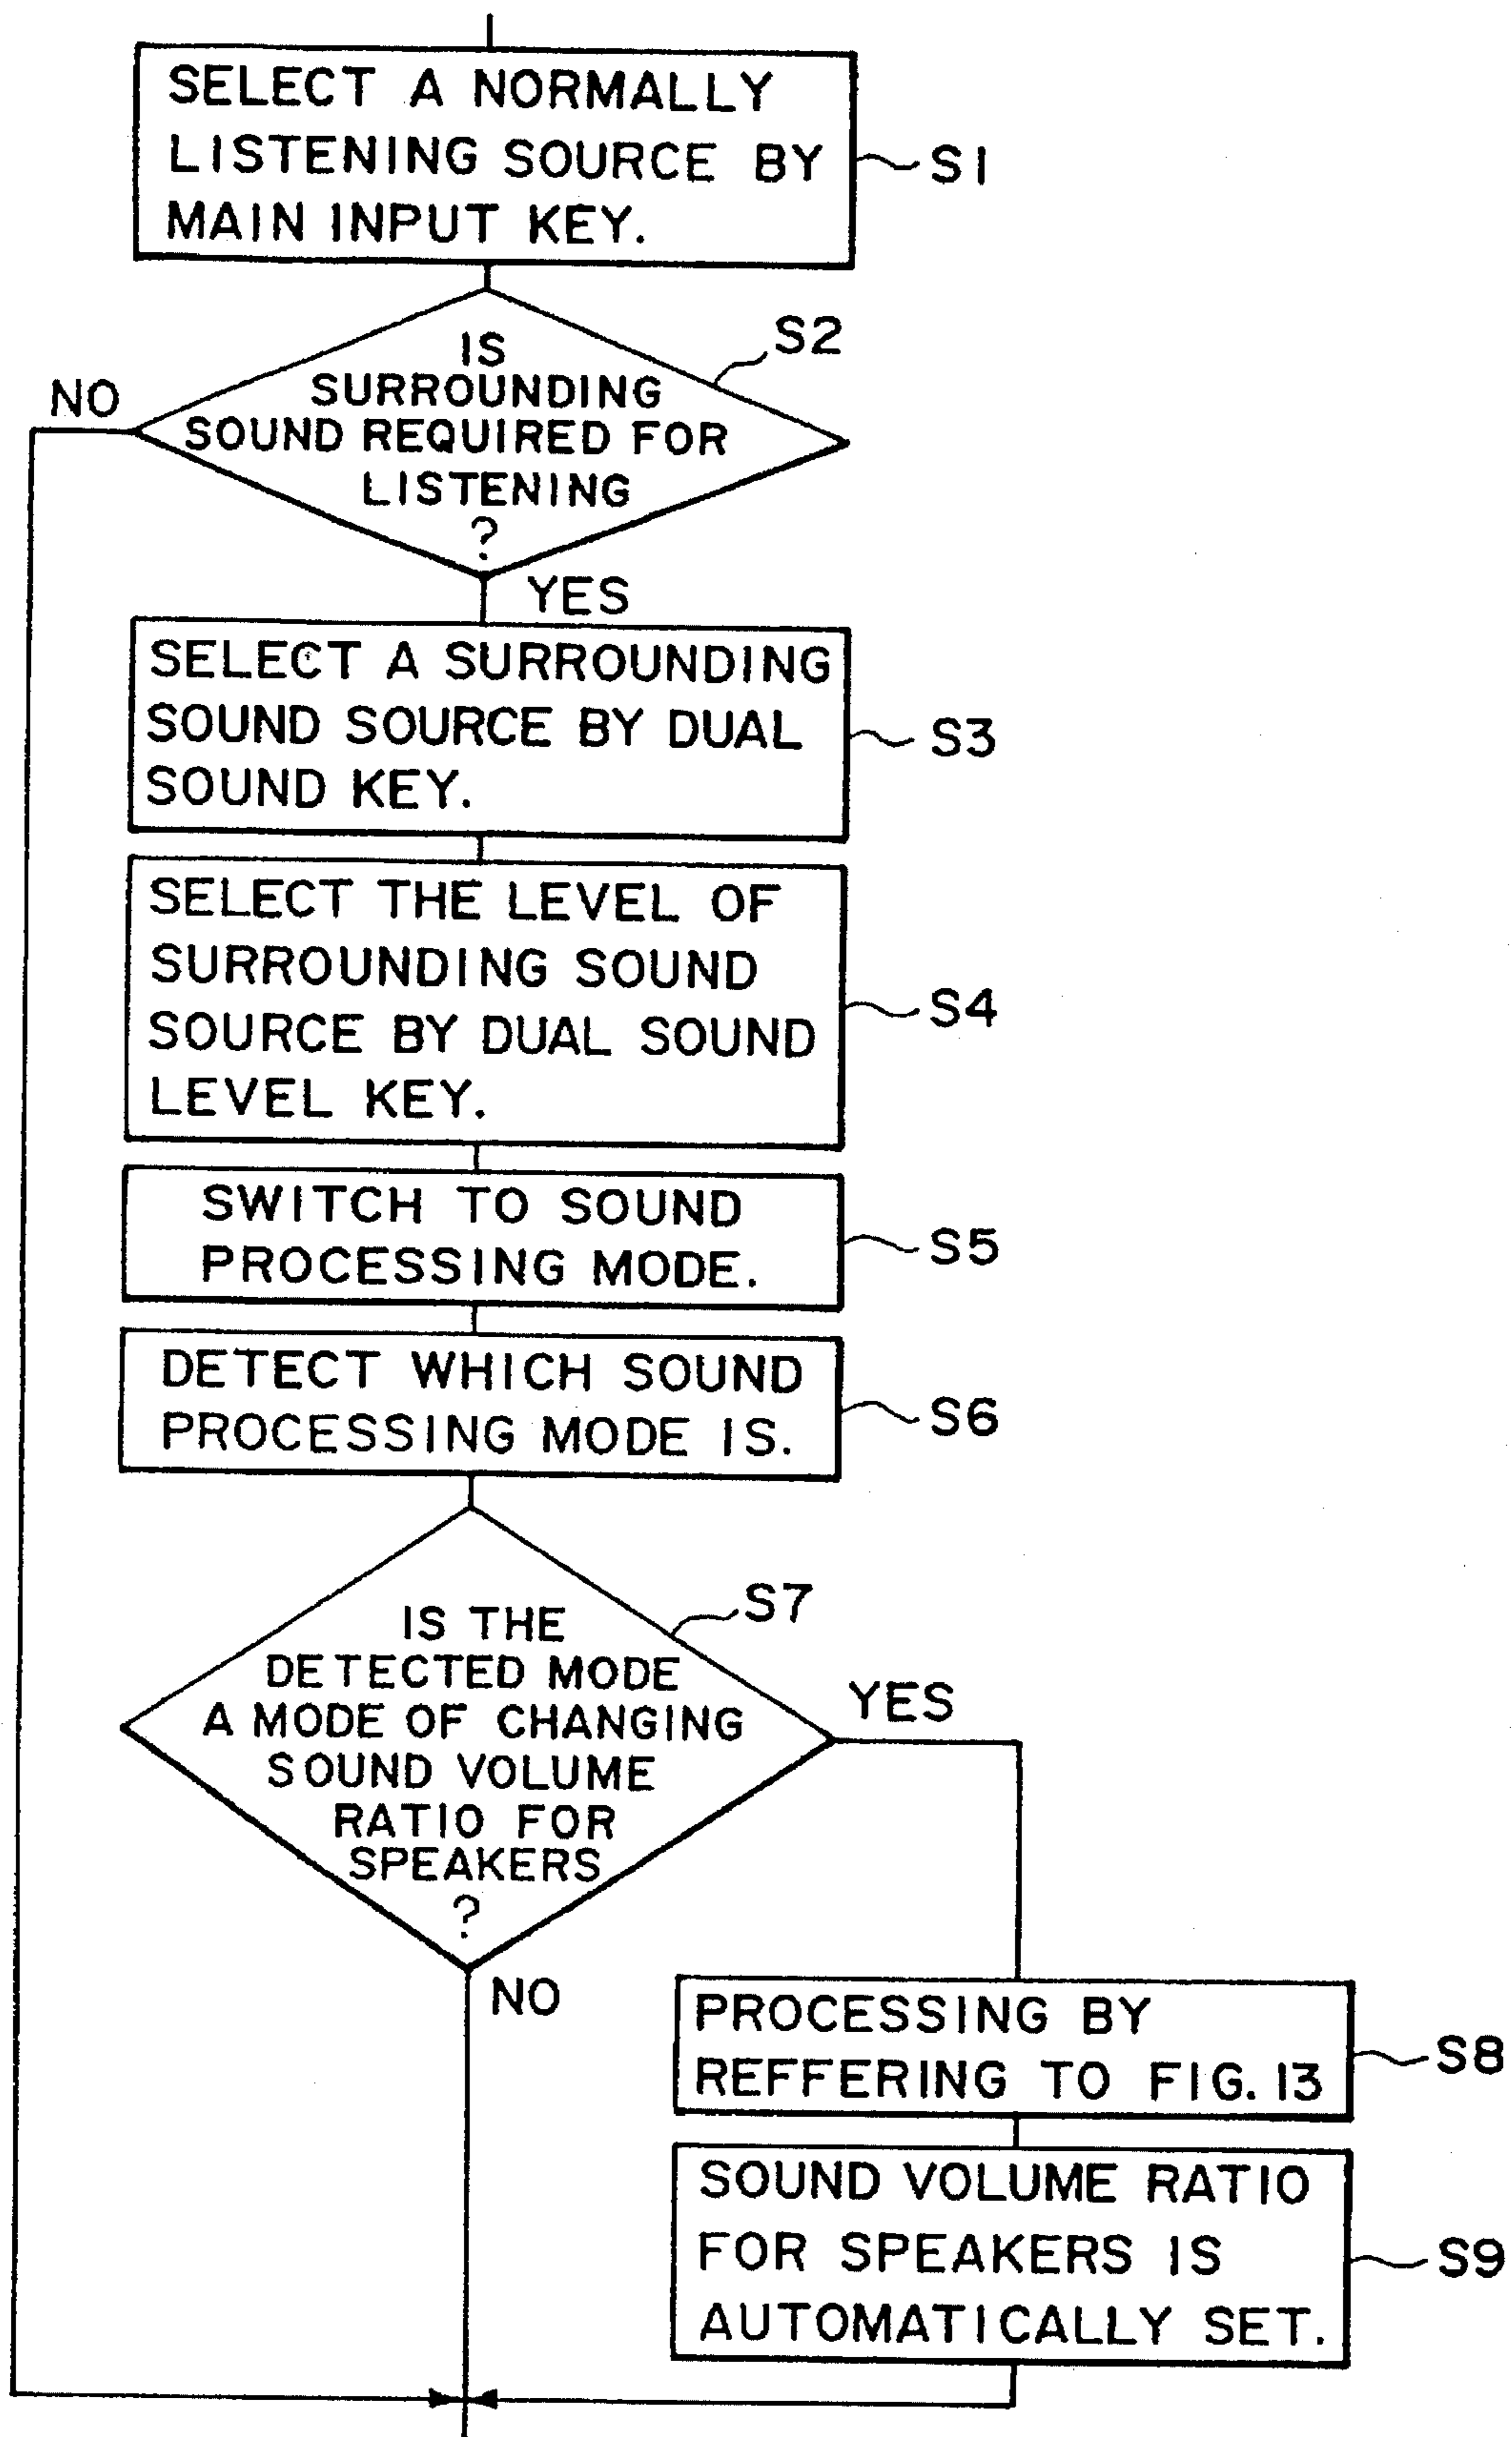 SELECT A NORMALLY
LISTENING SOURCE BY
MAIN INPUT KEY.
S1
IS
SURROUNDING
SOUND REQUIRED FOR
LISTENING
?
S2
NO
YES
SELECT A SURROUNDING
SOUND SOURCE BY DUAL
SOUND KEY.
S3
SELECT THE LEVEL OF
SURROUNDING SOUND
SOURCE BY DUAL SOUND
LEVEL KEY.
S4
SWITCH TO SOUND
PROCESSING MODE.
S5
DETECT WHICH SOUND
PROCESSING MODE IS.
S6
IS THE
DETECTED MODE
A MODE OF CHANGING
SOUND VOLUME
RATIO FOR
SPEAKERS
?
S7
YES
NO
PROCESSING BY
REFFERING TO FIG. 13
S8
SOUND VOLUME RATIO
FOR SPEAKERS IS
AUTOMATICALLY SET.
S9